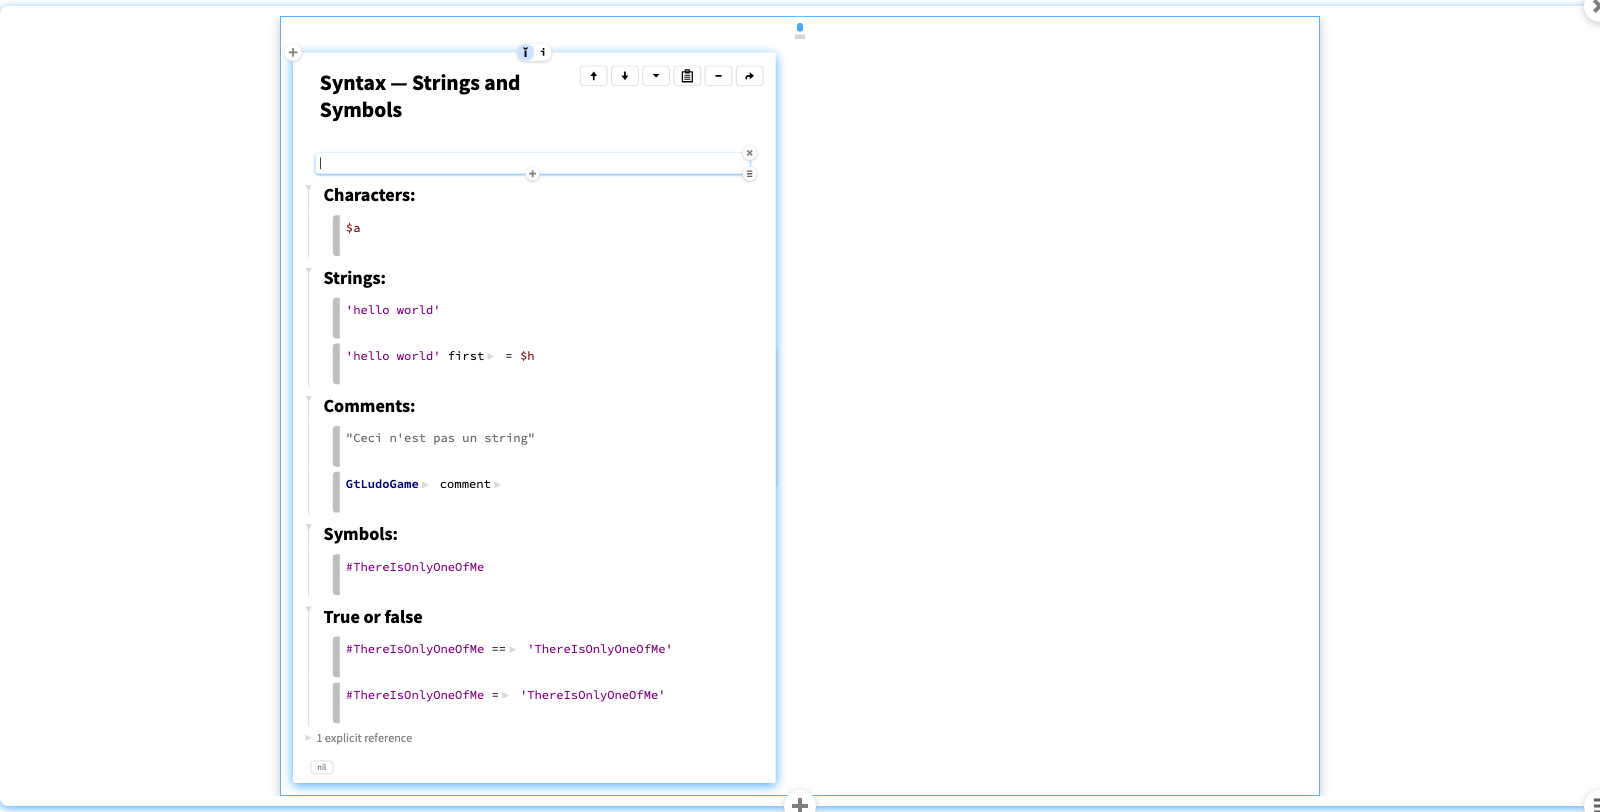 Syntax — Strings and
Symbols
Characters:
$a
Strings:
'hello world'
'hello world' first = $h
Comments:
"Ceci n'est pas un string"
GtLudoGame comment
Symbols:
#ThereIsOnlyOneOfMe
True or false
#ThereIsOnlyOneOfMe == 'ThereIsOnlyOneOfMe'
#ThereIsOnlyOneOfMe = 'ThereIsOnlyOneOfMe'
1 explicit reference
nil